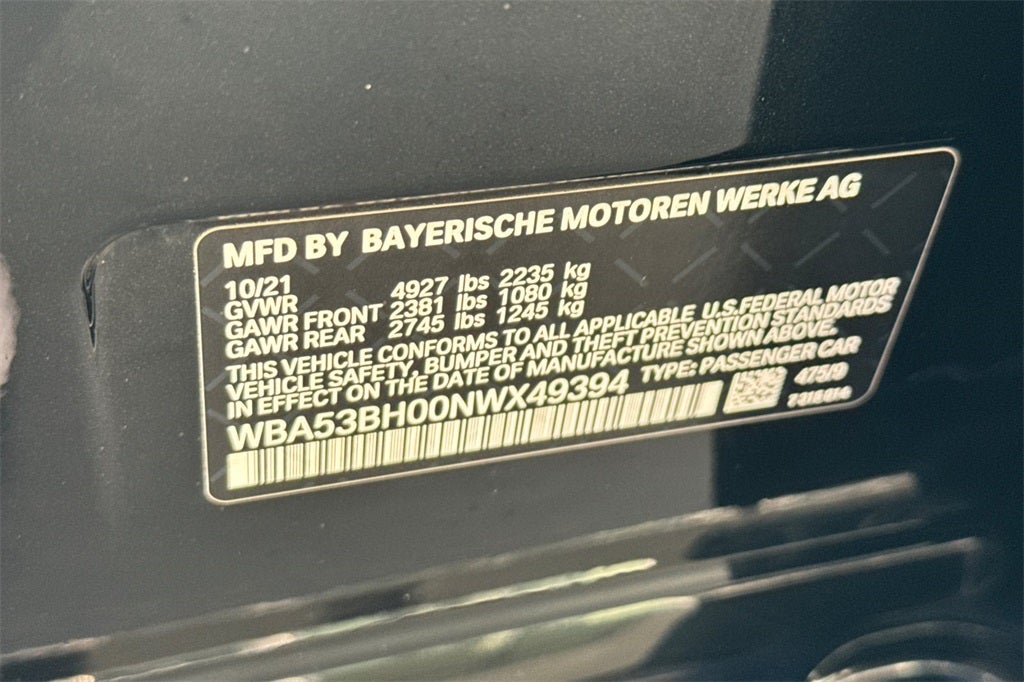 MFD BY BAYERISCHE MOTOREN WERKE AG
10/21
GVWR 4927 lbs 2235 kg
GAWR FRONT 2381 lbs 1080 kg
GAWR REAR 2745 lbs 1245 kg
THIS VEHICLE CONFORMS TO ALL APPLICABLE U.S.FEDERAL MOTOR
VEHICLE SAFETY, BUMPER AND THEFT PREVENTION STANDARDS
IN EFFECT ON THE DATE OF MANUFACTURE SHOWN ABOVE.
WBA53BH00NWX49394 TYPE: PASSENGER CAR
475/9